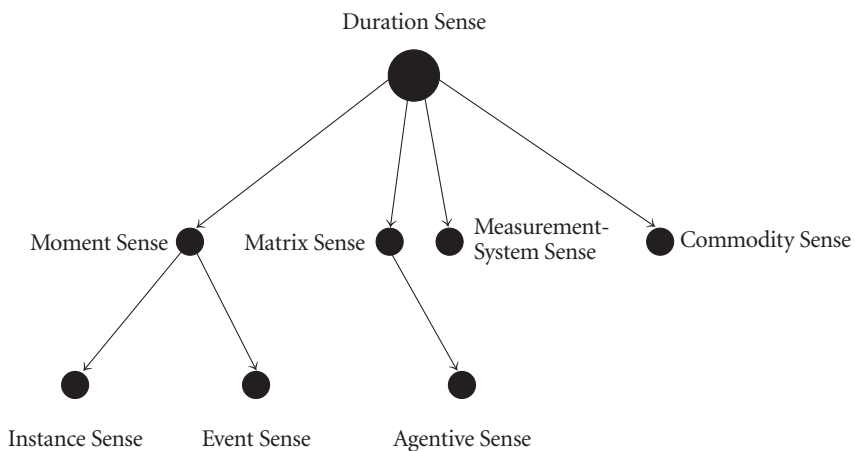 Duration Sense
Moment Sense
Matrix Sense
Measurement-
System Sense
Commodity Sense
Instance Sense
Event Sense
Agentive Sense